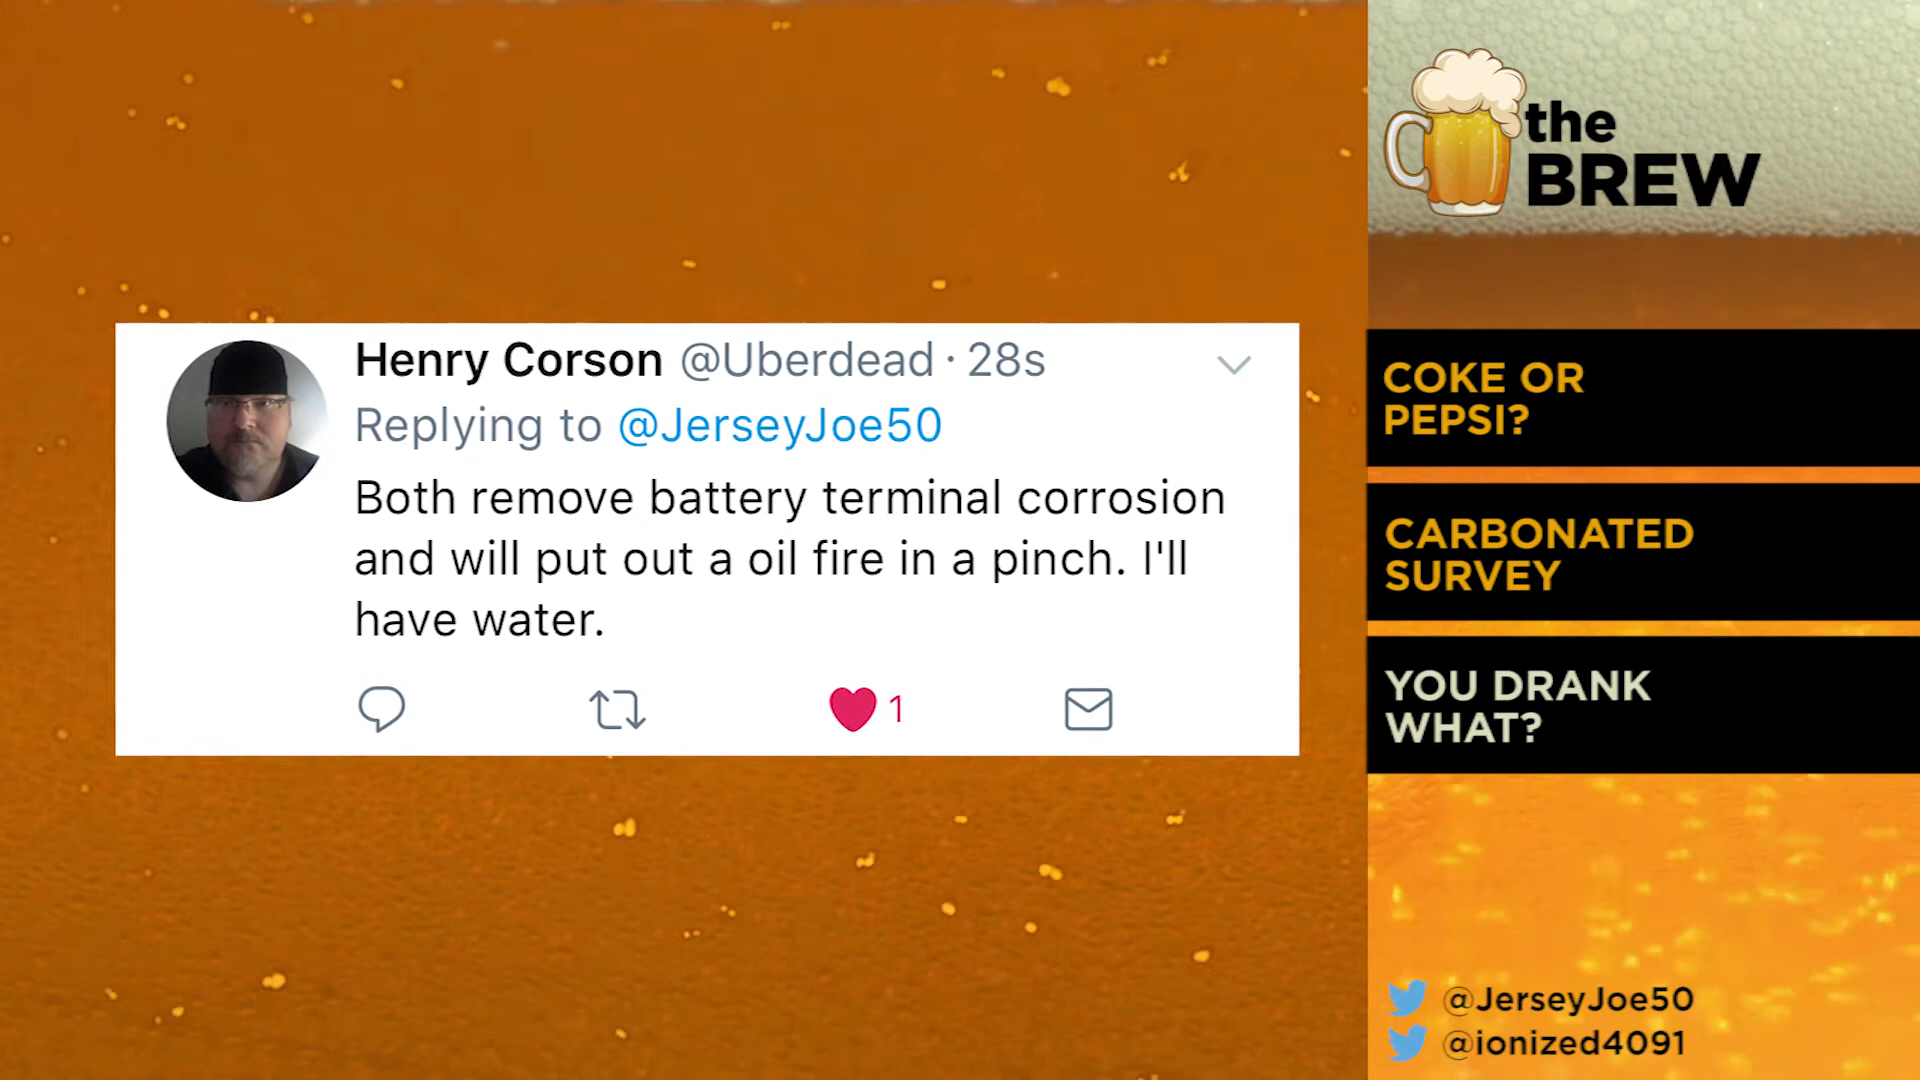 Henry Corson @Uberdead · 28s
Replying to @JerseyJoe50
Both remove battery terminal corrosion
and will put out a oil fire in a pinch. I'll
have water.
1
the
BREW
COKE OR
PEPSI?
CARBONATED
SURVEY
YOU DRANK
WHAT?
@JerseyJoe50
@ionized4091